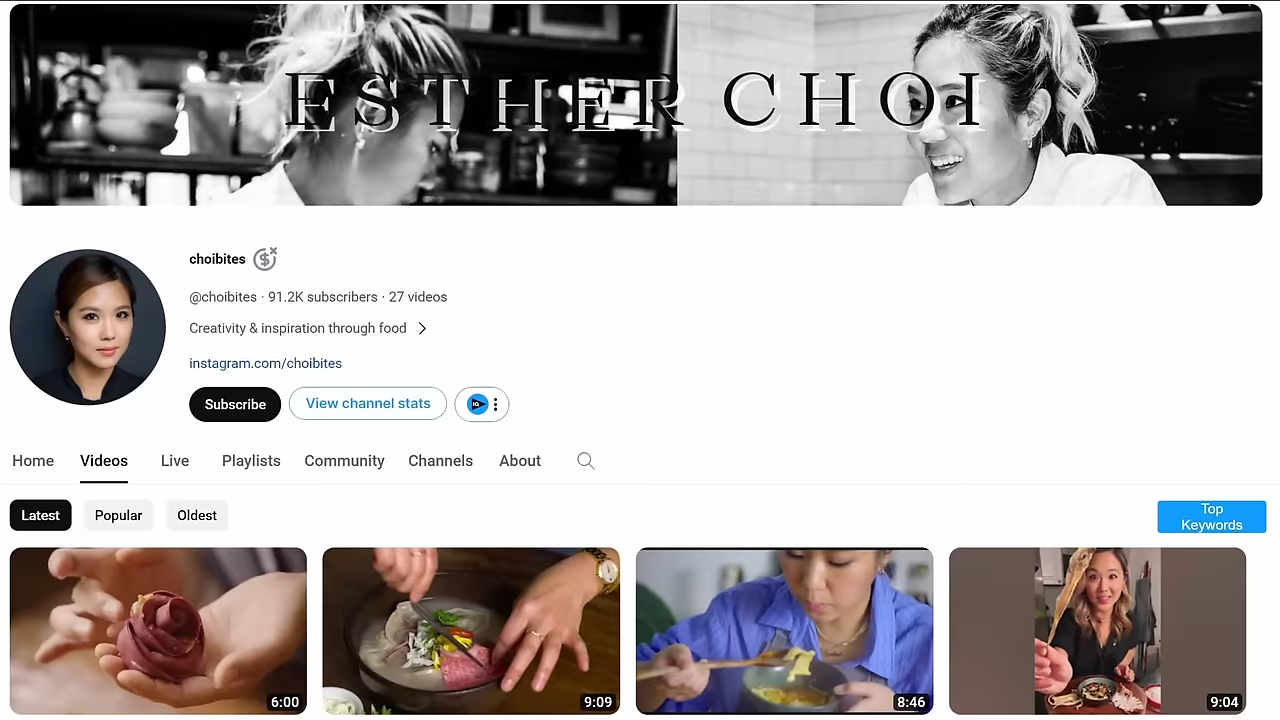 ESTHER CHOI
choibites
@choibites · 91.2K subscribers · 27 videos
Creativity & inspiration through food
instagram.com/choibites
Subscribe
View channel stats
Home Videos Live Playlists Community Channels About
Latest Popular Oldest
Top
Keywords
6:00
9:09
8:46
9:04